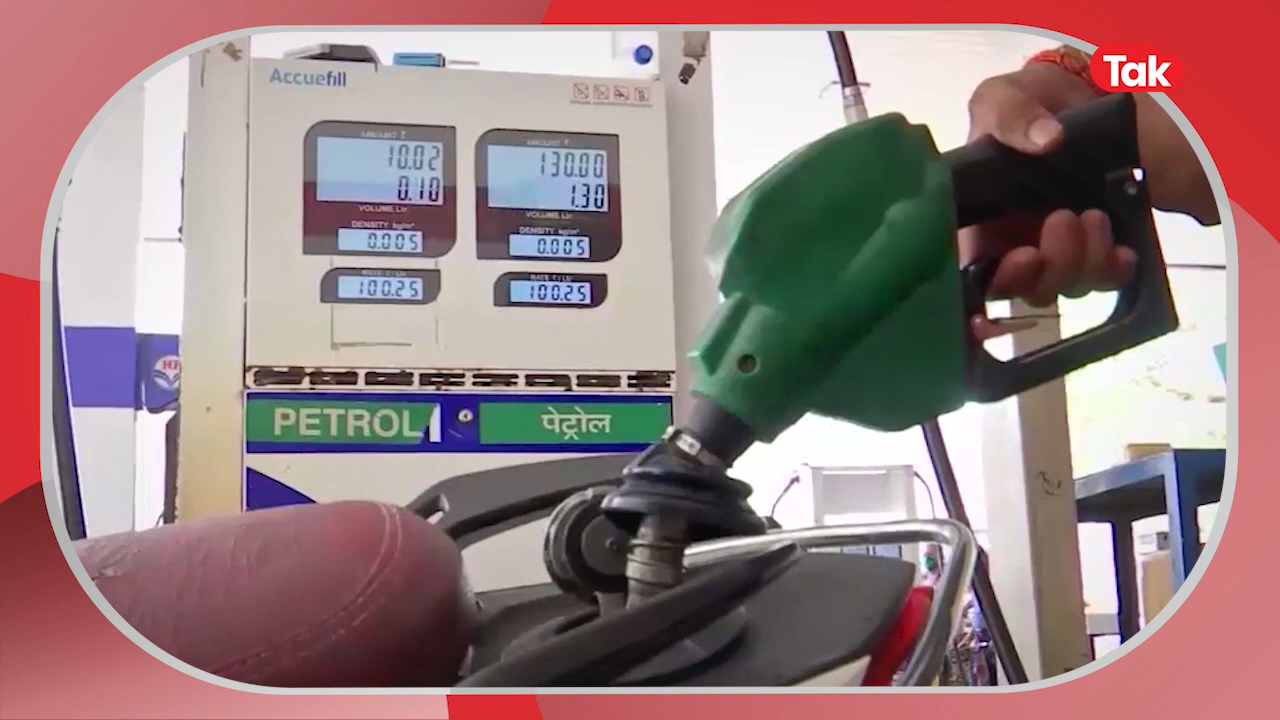 Tak
Accuefill
AMOUNT ₹
10.02
0.10
VOLUME Ltr
DENSITY kg/m³
0.005
RATE ₹ / Ltr
100.25
AMOUNT ₹
130.00
1.30
VOLUME Ltr
DENSITY kg/m³
0.005
RATE ₹ / Ltr
100.25
HP
PETROL
पेट्रोल